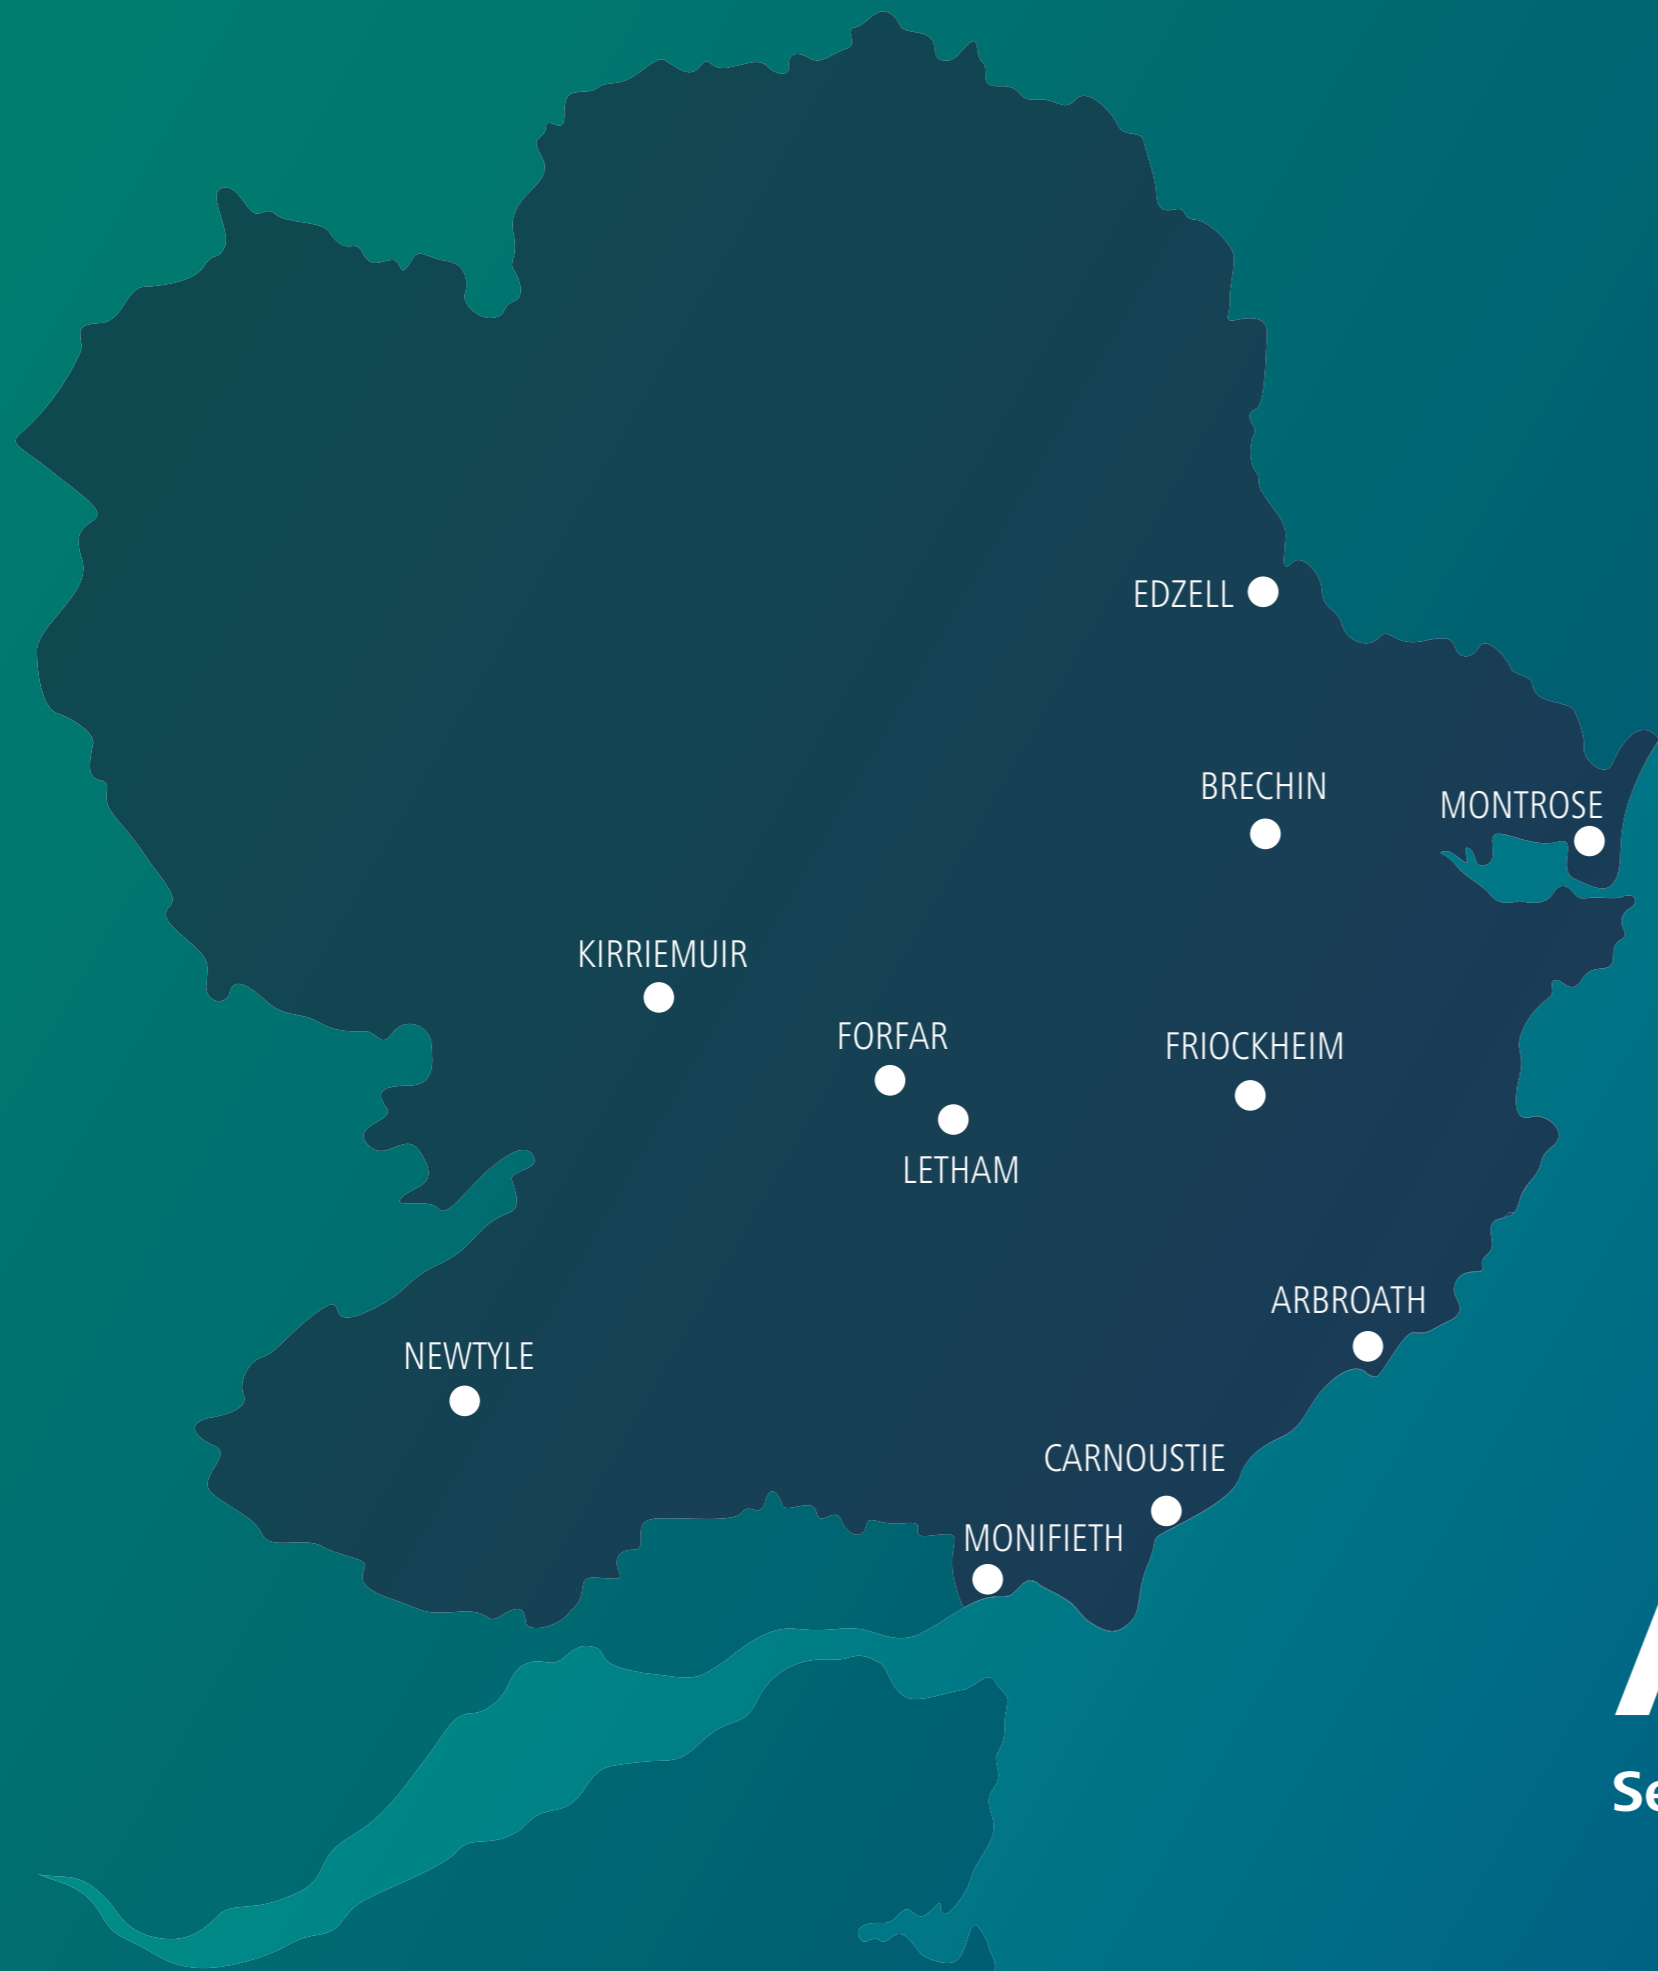 EDZELL
BRECHIN
MONTROSE
KIRRIEMUIR
FORFAR
FRIOCKHEIM
LETHAM
ARBROATH
NEWTYLE
CARNOUSTIE
MONIFIETH